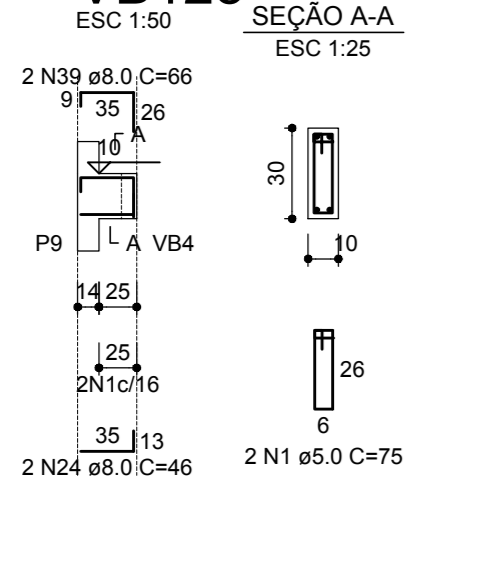 ESC 1:50
SEÇÃO A-A
ESC 1:25
2 N39 ø8.0 C=66
9
35
26
10
A
P9
A
VB4
14
25
25
2N1c/16
35
13
2 N24 ø8.0 C=46
30
10
26
6
2 N1 ø5.0 C=75